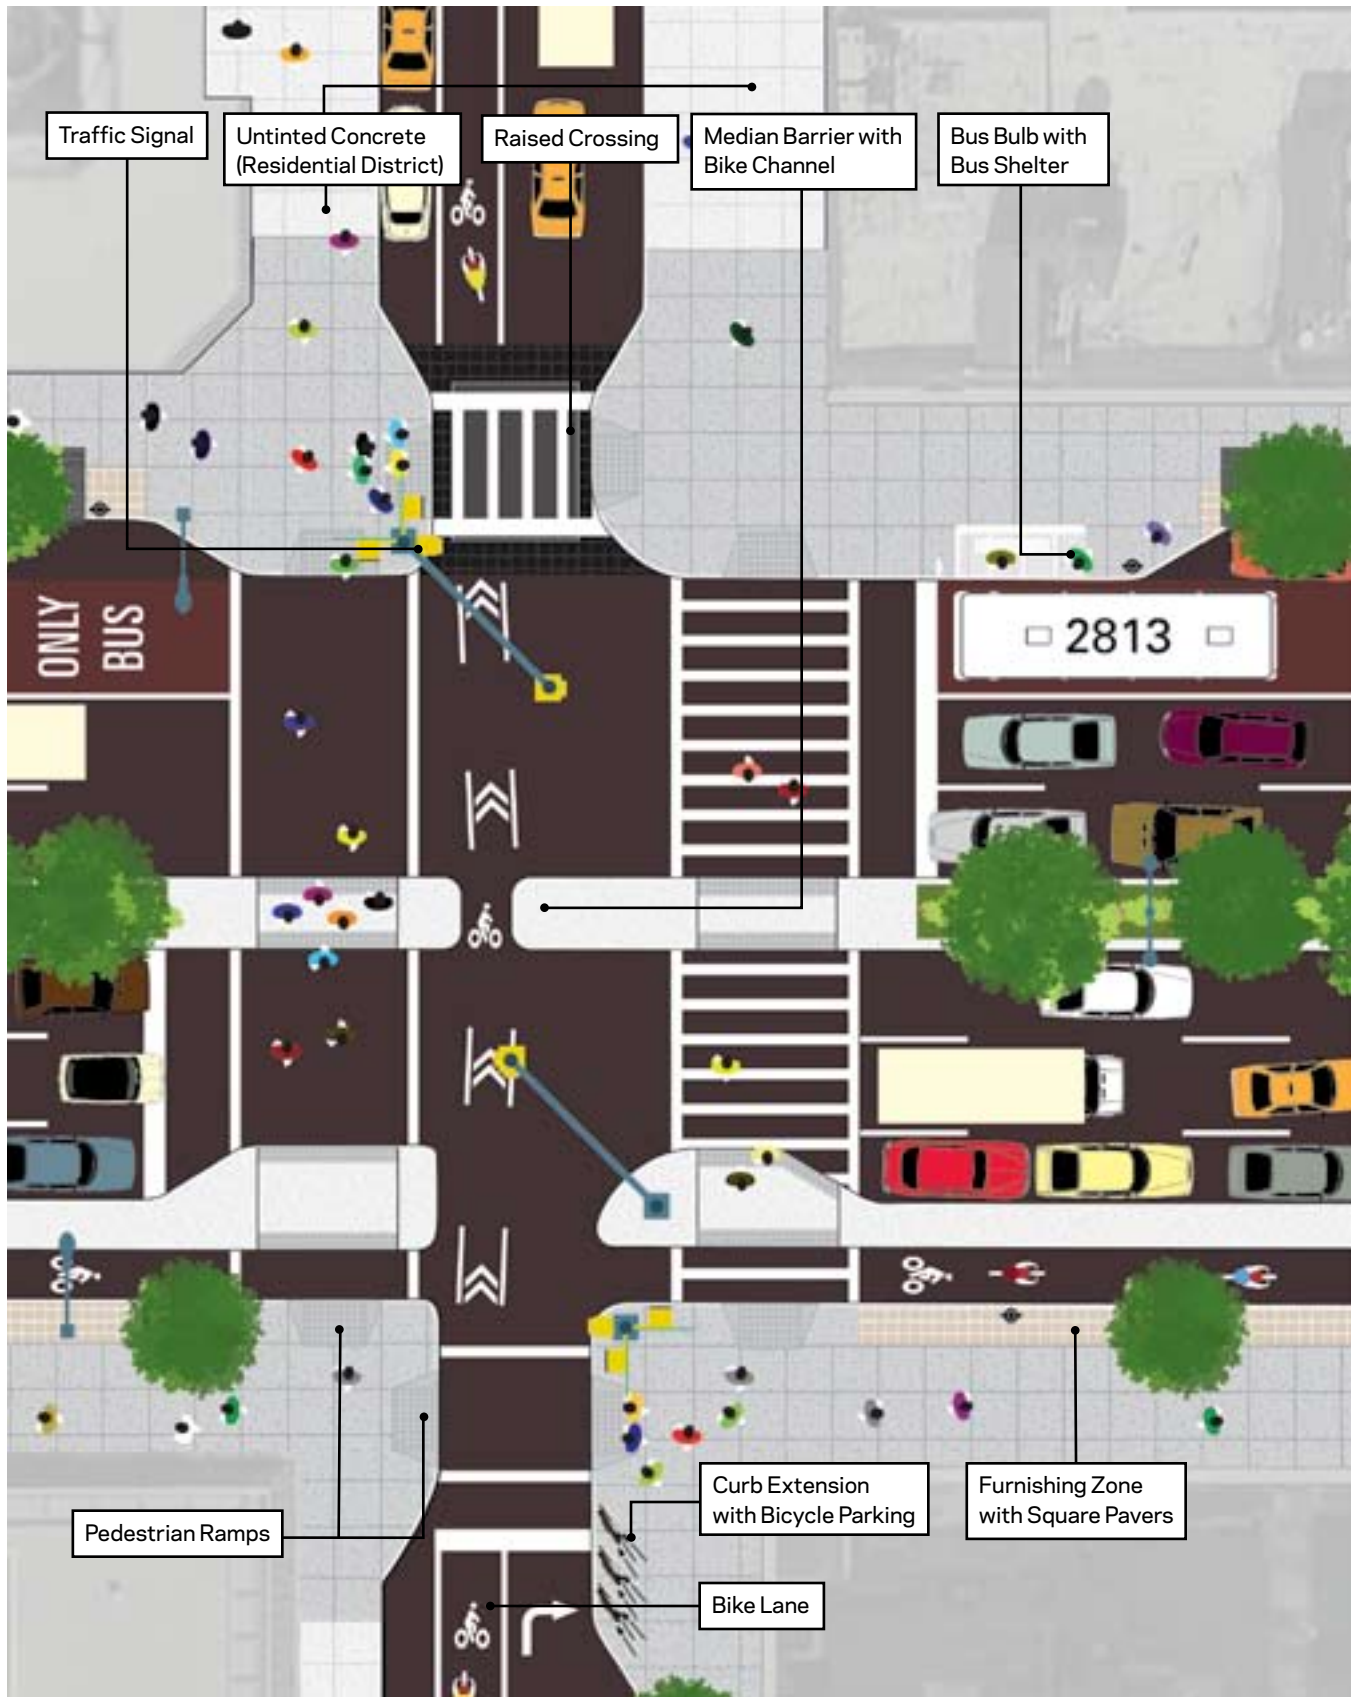 Traffic Signal
Untinted Concrete
(Residential District)
Raised Crossing
Median Barrier with
Bike Channel
Bus Bulb with
Bus Shelter
ONLY
BUS
2813
Pedestrian Ramps
Curb Extension
with Bicycle Parking
Furnishing Zone
with Square Pavers
Bike Lane